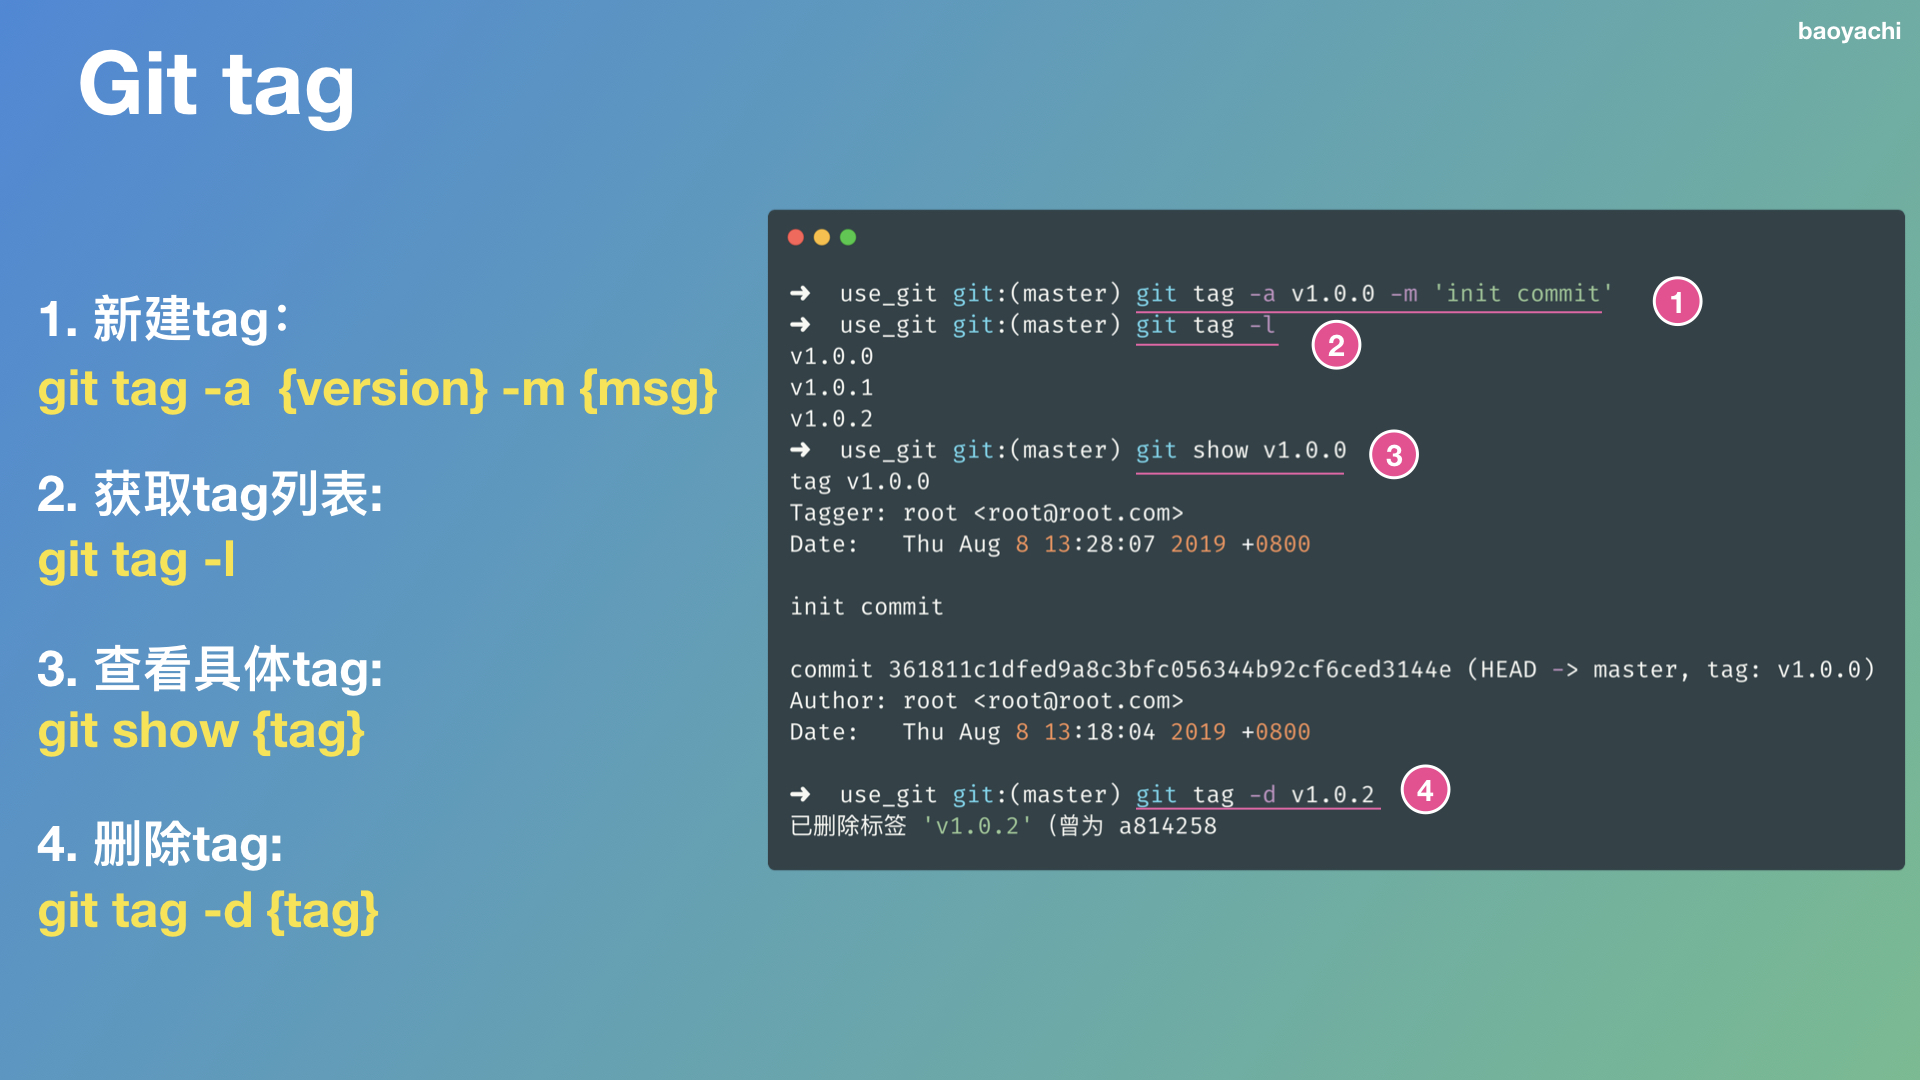 baoyachi
Git tag
1. 新建tag：
git tag -a  {version} -m {msg}
2. 获取tag列表:
git tag -l
3. 查看具体tag:
git show {tag}
4. 删除tag:
git tag -d {tag}
➜  use_git git:(master) git tag -a v1.0.0 -m 'init commit'
1
➜  use_git git:(master) git tag -l
2
v1.0.0
v1.0.1
v1.0.2
➜  use_git git:(master) git show v1.0.0
3
tag v1.0.0
Tagger: root <root@root.com>
Date:   Thu Aug 8 13:28:07 2019 +0800
init commit
commit 361811c1dfed9a8c3bfc056344b92cf6ced3144e (HEAD -> master, tag: v1.0.0)
Author: root <root@root.com>
Date:   Thu Aug 8 13:18:04 2019 +0800
➜  use_git git:(master) git tag -d v1.0.2
4
已删除标签 'v1.0.2' (曾为 a814258